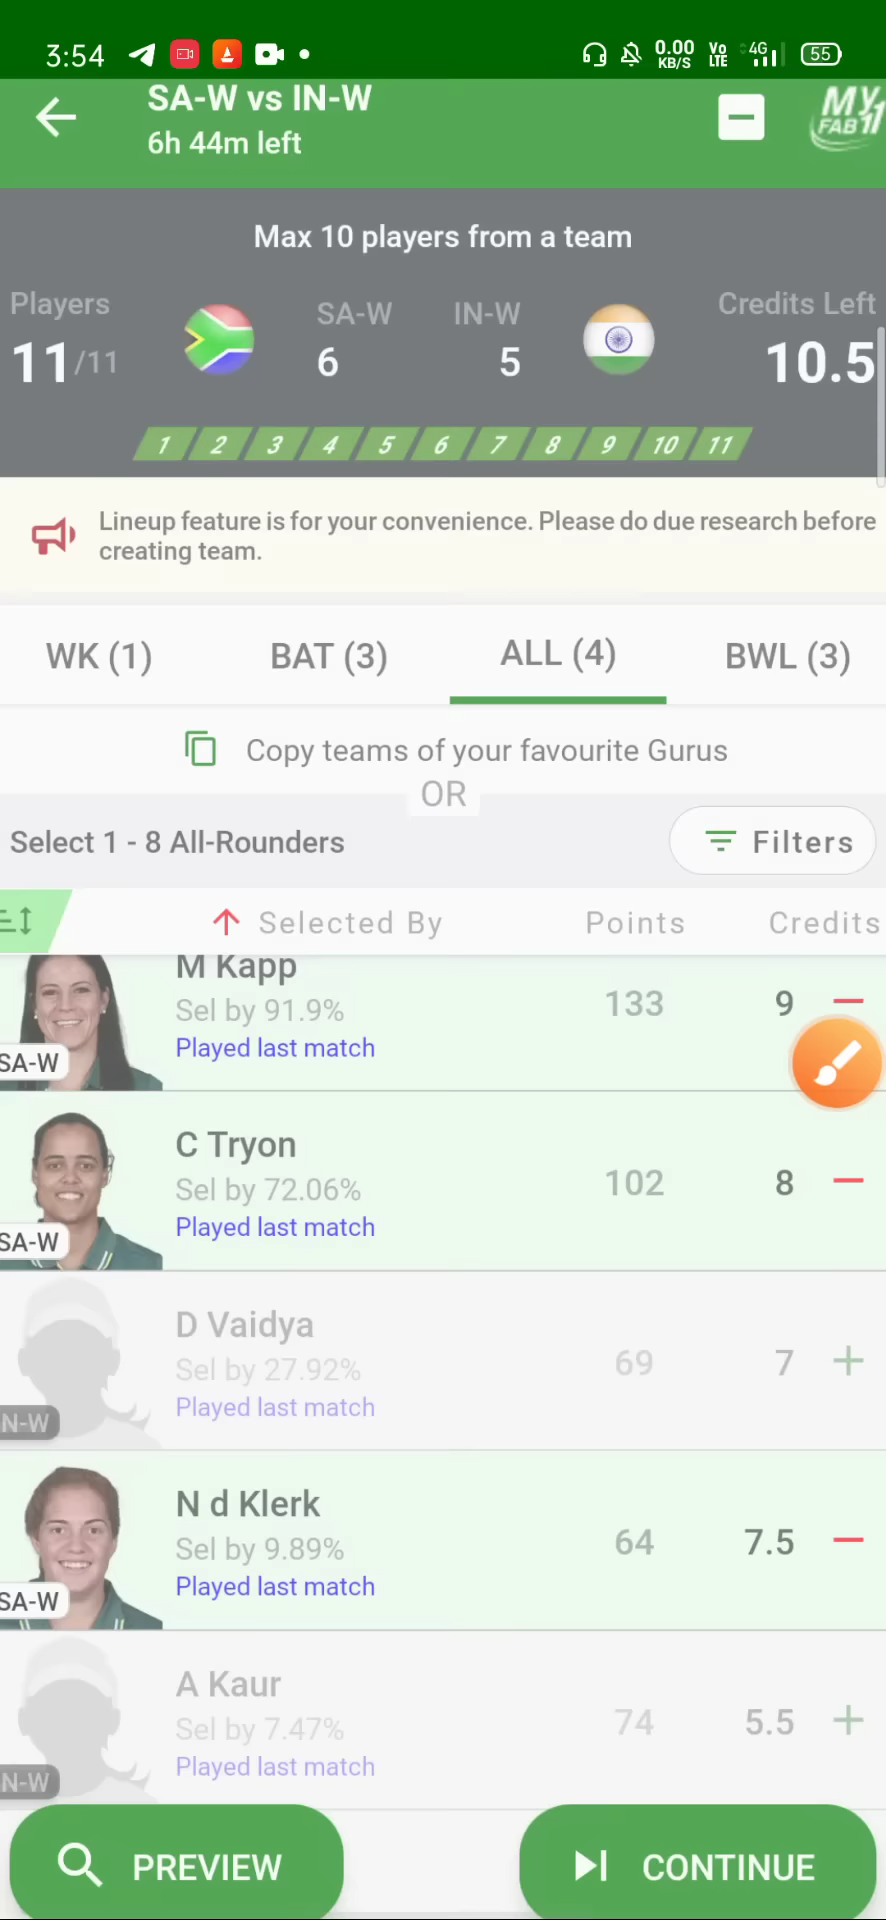 3:54
0.00 KB/S
Vo LTE
4G
55
SA-W vs IN-W
6h 44m left
MY FAB11
Max 10 players from a team
Players
SA-W
IN-W
Credits Left
11/11
6
5
10.5
1 2 3 4 5 6 7 8 9 10 11
Lineup feature is for your convenience. Please do due research before
creating team.
WK (1)
BAT (3)
ALL (4)
BWL (3)
Copy teams of your favourite Gurus
OR
Select 1 - 8 All-Rounders
Filters
Selected By
Points
Credits
M Kapp
Sel by 91.9%
Played last match
133
9
SA-W
C Tryon
Sel by 72.06%
Played last match
102
8
SA-W
D Vaidya
Sel by 27.92%
Played last match
69
7
N-W
N d Klerk
Sel by 9.89%
Played last match
64
7.5
SA-W
A Kaur
Sel by 7.47%
Played last match
74
5.5
N-W
PREVIEW
CONTINUE